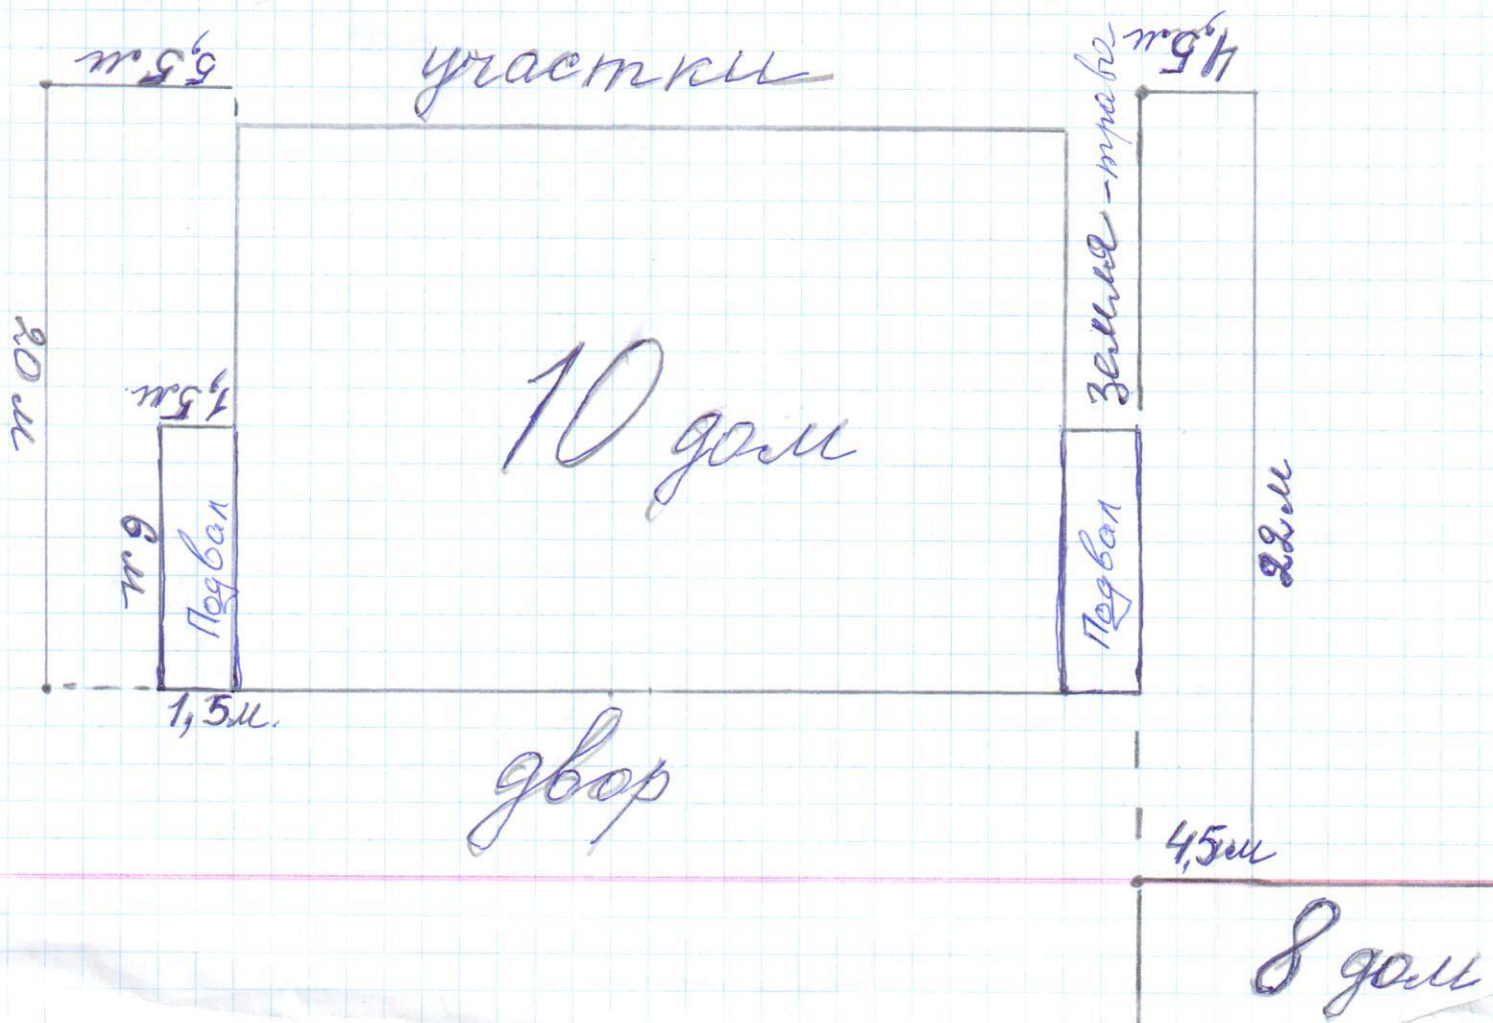 5,5м
участки
4,5м
земля-трава
20м
1,5м.
10 дом
6м
Подвал
Подвал
22м
1,5м.
двор
4,5м
8 дом